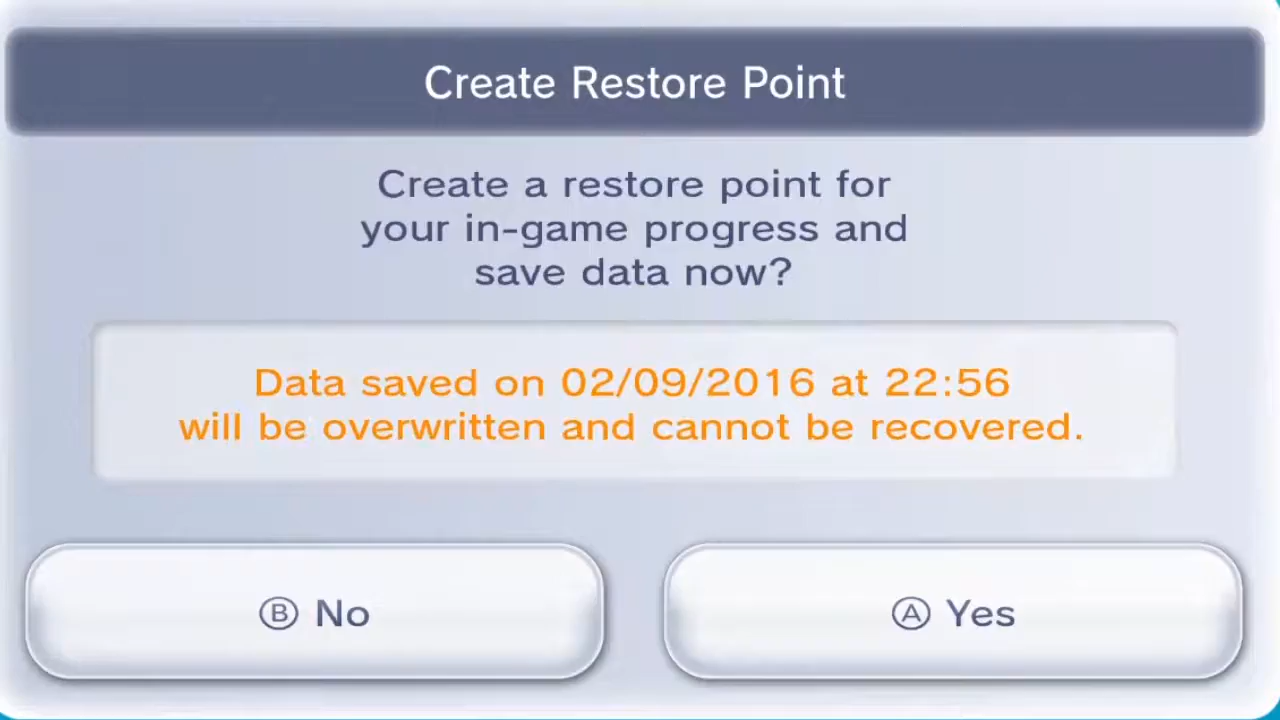 Create Restore Point
Create a restore point for
your in-game progress and
save data now?
Data saved on 02/09/2016 at 22:56
will be overwritten and cannot be recovered.
Ⓑ No
Ⓐ Yes